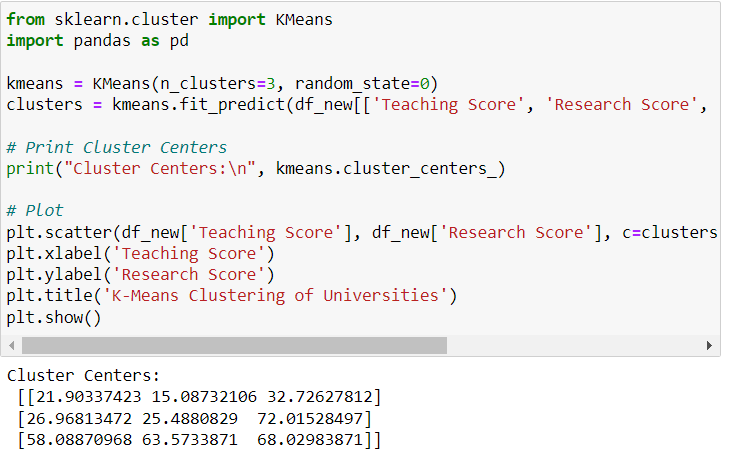 from sklearn.cluster import KMeans
import pandas as pd
kmeans = KMeans(n_clusters=3, random_state=0)
clusters = kmeans.fit_predict(df_new[['Teaching Score', 'Research Score',
# Print Cluster Centers
print("Cluster Centers:\n", kmeans.cluster_centers_)
# Plot
plt.scatter(df_new['Teaching Score'], df_new['Research Score'], c=clusters
plt.xlabel('Teaching Score')
plt.ylabel('Research Score')
plt.title('K-Means Clustering of Universities')
plt.show()
Cluster Centers:
[[21.90337423 15.08732106 32.72627812]
[26.96813472 25.4880829  72.01528497]
[58.08870968 63.5733871  68.02983871]]